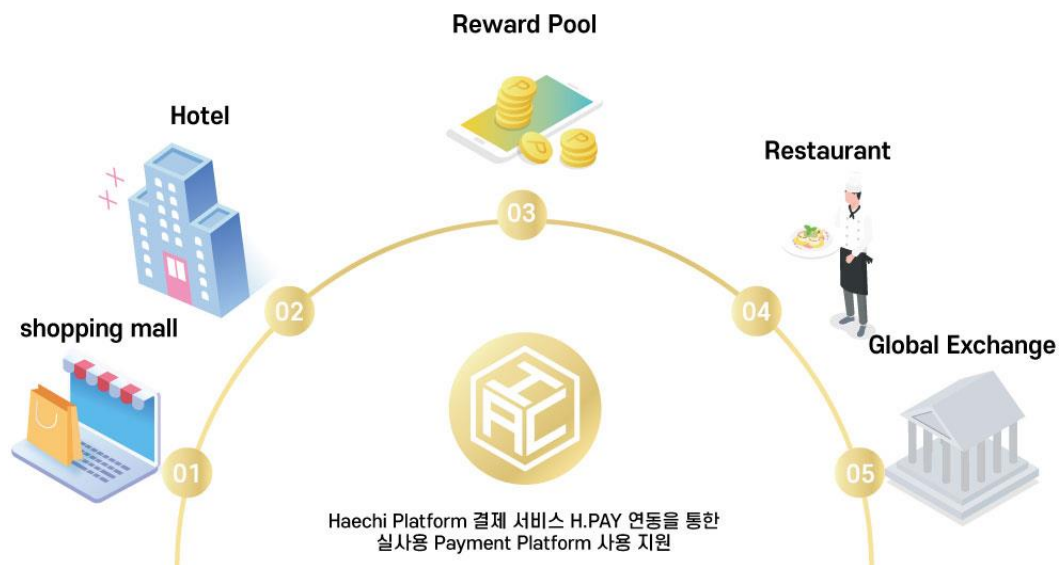 Reward Pool
Hotel
Restaurant
03
02
04
shopping mall
Global Exchange
HAC
01
05
Haechi Platform 결제 서비스 H.PAY 연동을 통한
실사용 Payment Platform 사용 지원